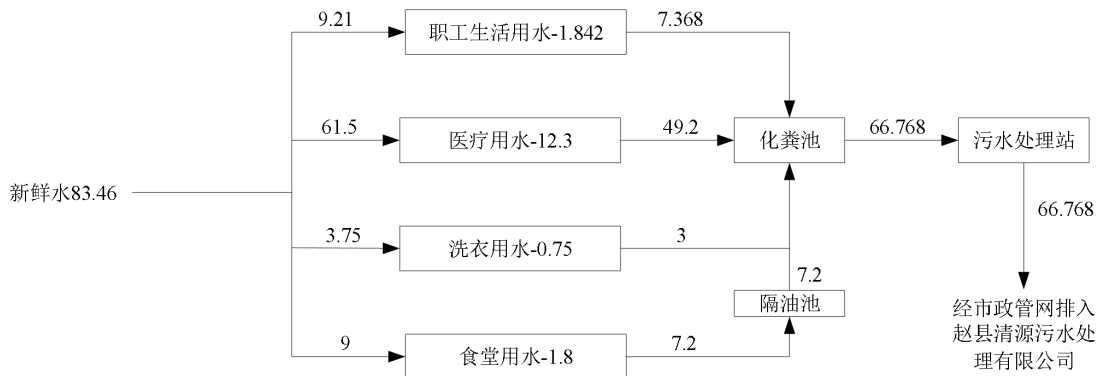 9.21
职工生活用水-1.842
7.368
61.5
医疗用水-12.3
49.2
化粪池
66.768
污水处理站
新鲜水83.46
66.768
3.75
洗衣用水-0.75
3
7.2
隔油池
经市政管网排入
赵县清源污水处
理有限公司
9
食堂用水-1.8
7.2